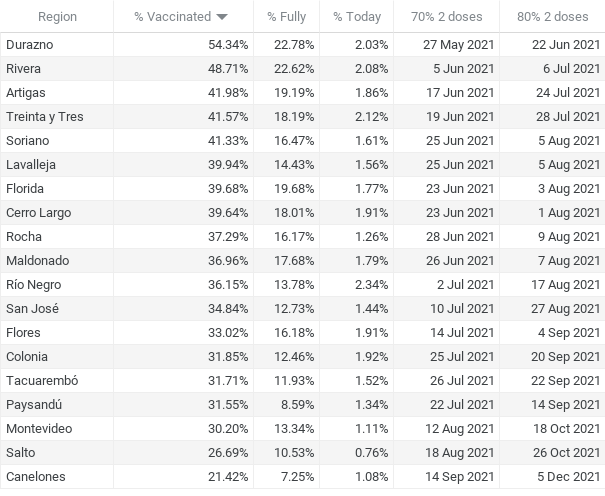 Region % Vaccinated % Fully % Today 70% 2 doses 80% 2 doses
Durazno 54.34% 22.78% 2.03% 27 May 2021 22 Jun 2021
Rivera 48.71% 22.62% 2.08% 5 Jun 2021 6 Jul 2021
Artigas 41.98% 19.19% 1.86% 17 Jun 2021 24 Jul 2021
Treinta y Tres 41.57% 18.19% 2.12% 19 Jun 2021 28 Jul 2021
Soriano 41.33% 16.47% 1.61% 25 Jun 2021 5 Aug 2021
Lavalleja 39.94% 14.43% 1.56% 25 Jun 2021 5 Aug 2021
Florida 39.68% 19.68% 1.77% 23 Jun 2021 3 Aug 2021
Cerro Largo 39.64% 18.01% 1.91% 23 Jun 2021 1 Aug 2021
Rocha 37.29% 16.17% 1.26% 28 Jun 2021 9 Aug 2021
Maldonado 36.96% 17.68% 1.79% 26 Jun 2021 7 Aug 2021
Río Negro 36.15% 13.78% 2.34% 2 Jul 2021 17 Aug 2021
San José 34.84% 12.73% 1.44% 10 Jul 2021 27 Aug 2021
Flores 33.02% 16.18% 1.91% 14 Jul 2021 4 Sep 2021
Colonia 31.85% 12.46% 1.92% 25 Jul 2021 20 Sep 2021
Tacuarembó 31.71% 11.93% 1.52% 26 Jul 2021 22 Sep 2021
Paysandú 31.55% 8.59% 1.34% 22 Jul 2021 14 Sep 2021
Montevideo 30.20% 13.34% 1.11% 12 Aug 2021 18 Oct 2021
Salto 26.69% 10.53% 0.76% 18 Aug 2021 26 Oct 2021
Canelones 21.42% 7.25% 1.08% 14 Sep 2021 5 Dec 2021